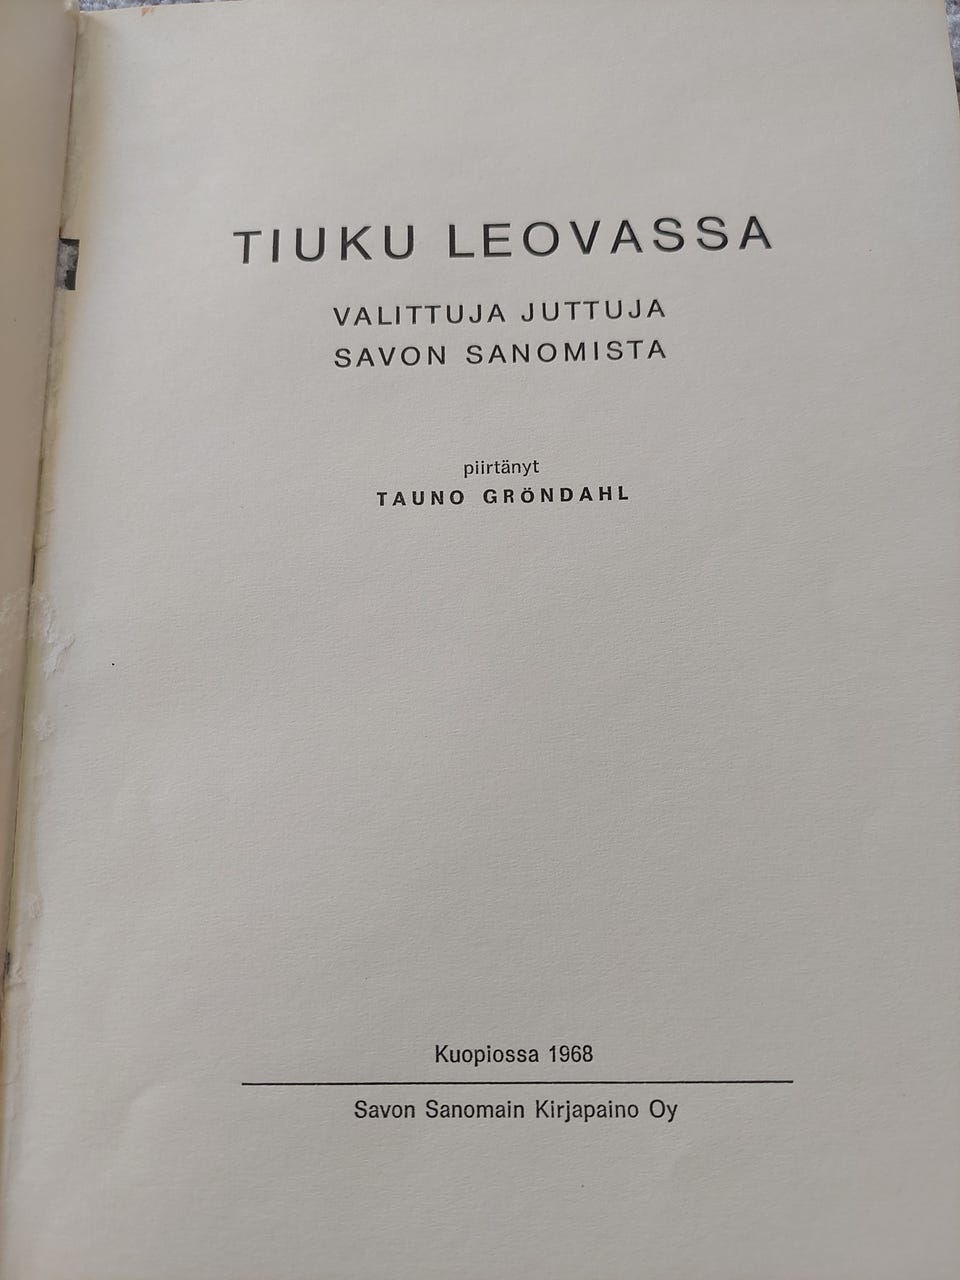 TIUKU LEOVASSA
VALITTUJA JUTTUJA
SAVON SANOMISTA
piirtänyt
TAUNO GRÖNDAHL
Kuopiossa 1968
Savon Sanomain Kirjapaino Oy